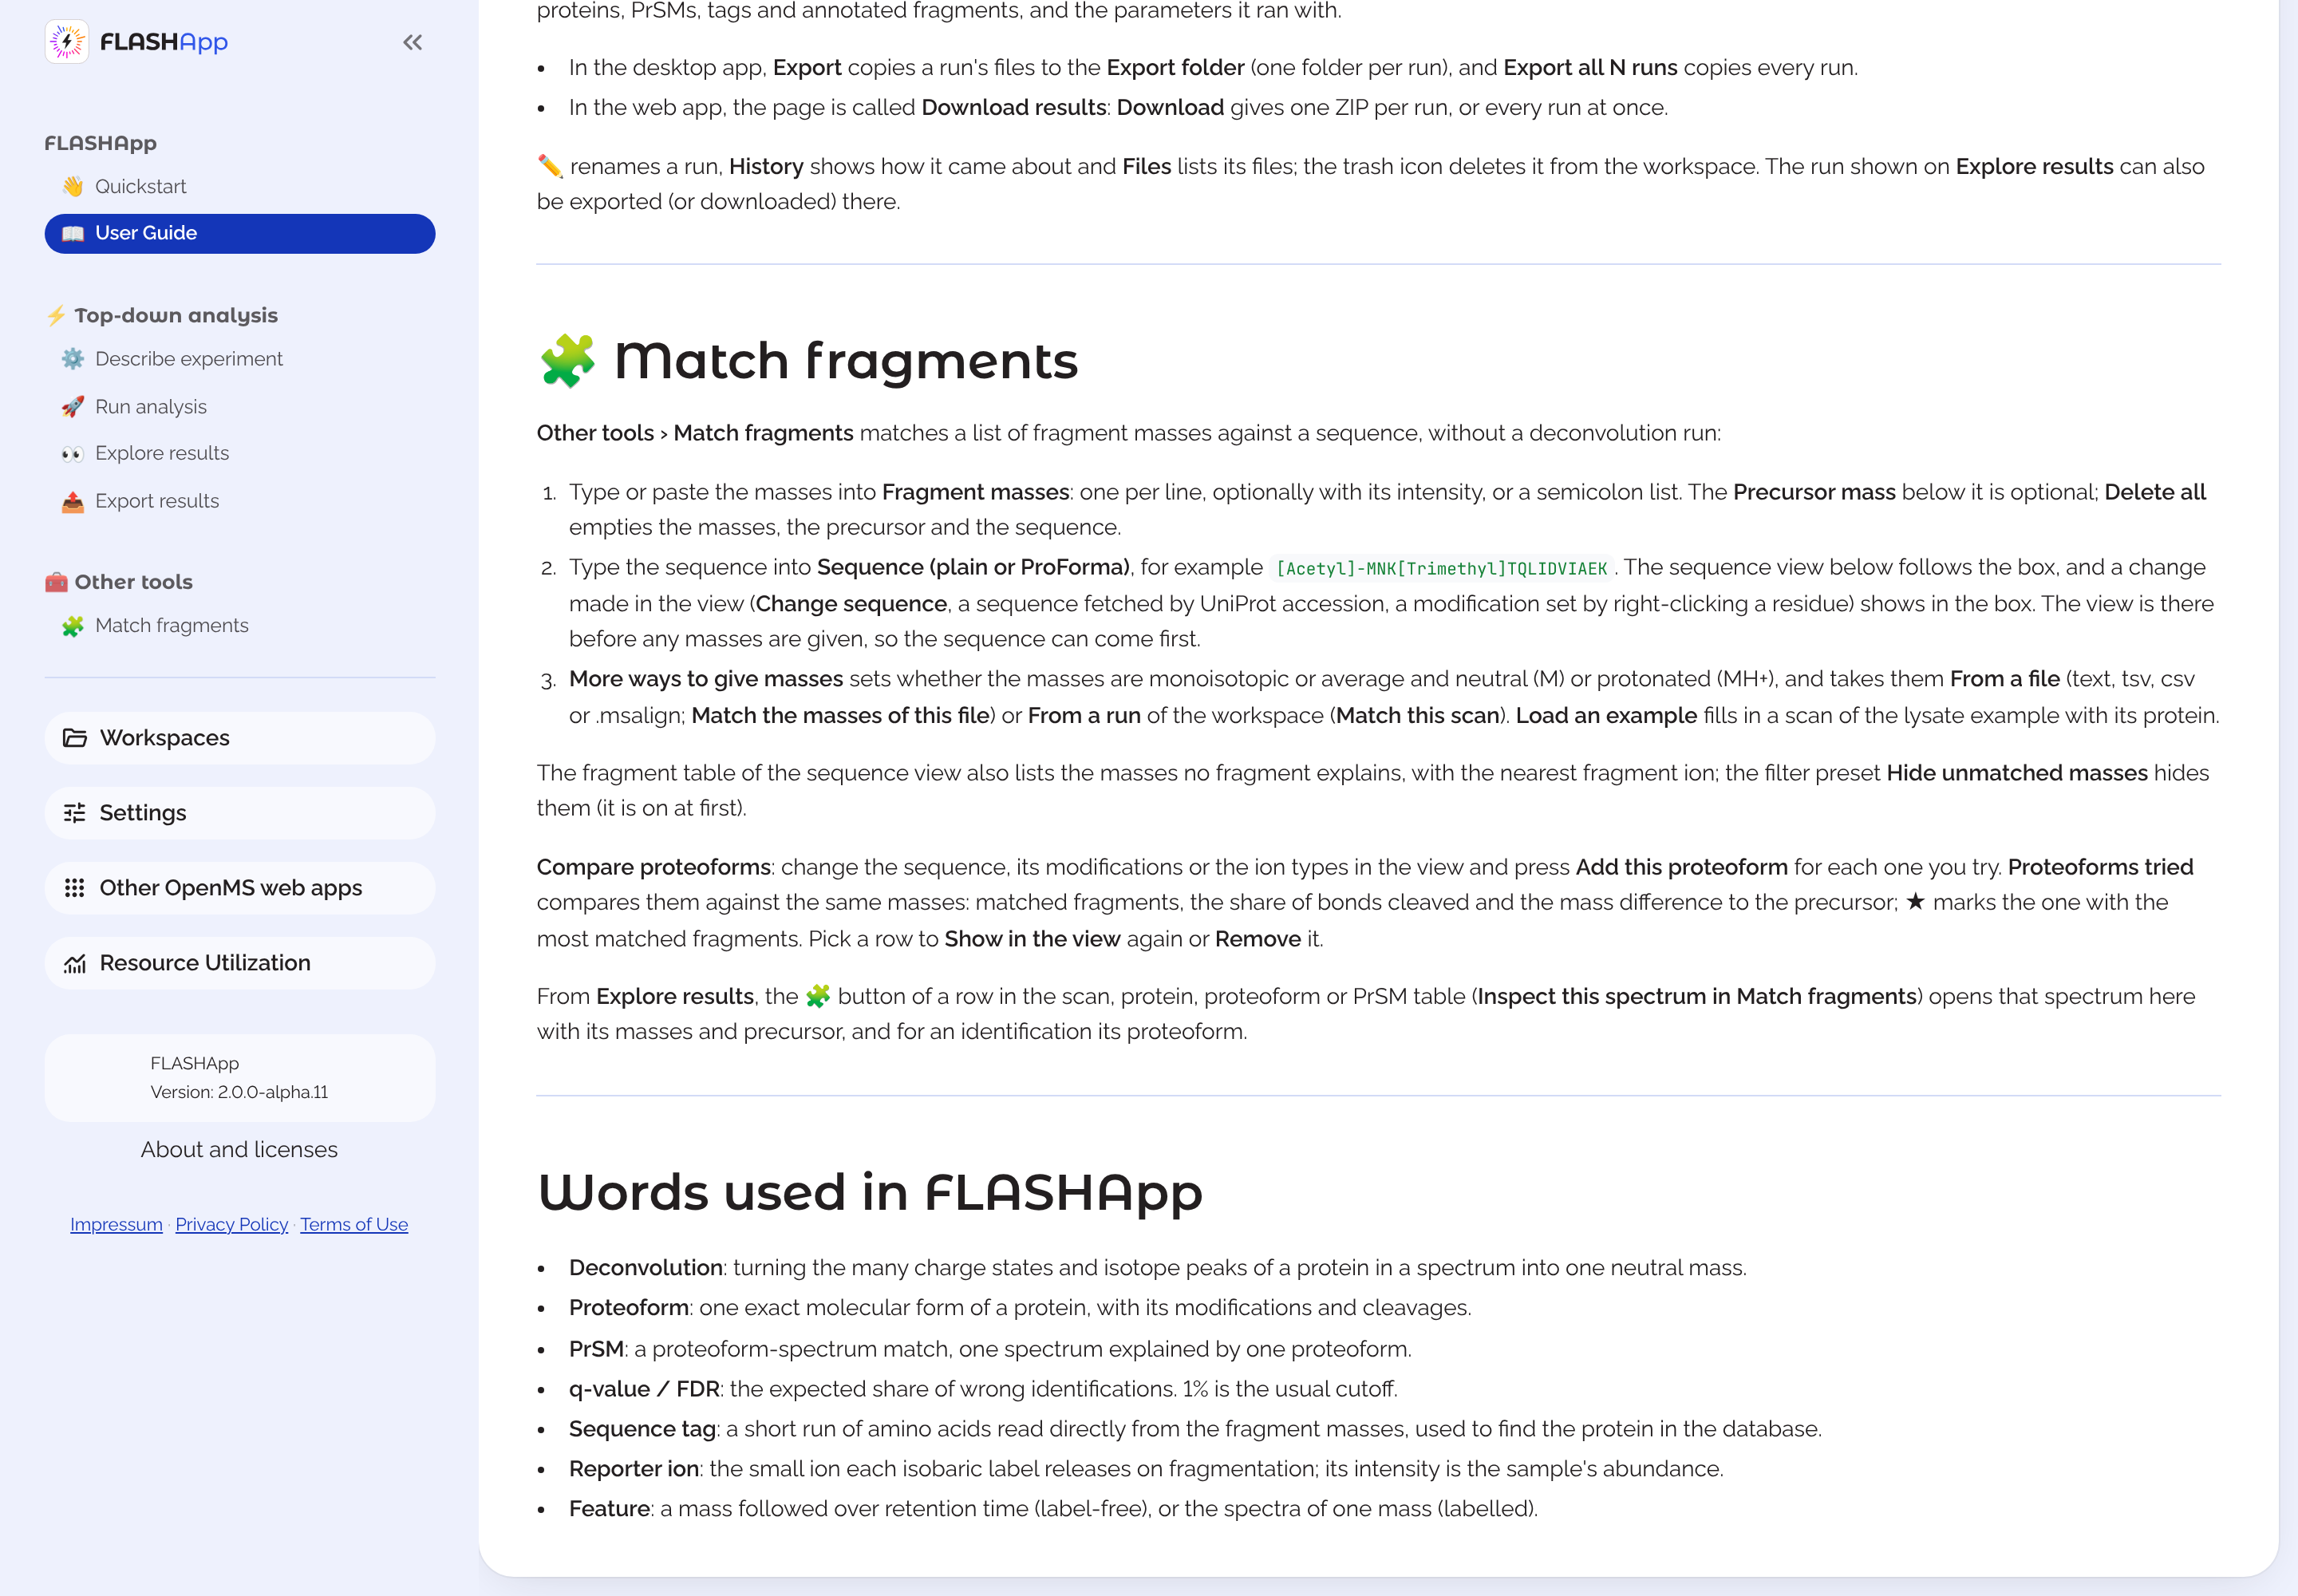 FLASHApp
FLASHApp
👋 Quickstart
📖 User Guide
⚡ Top-down analysis
⚙️ Describe experiment
🚀 Run analysis
👀 Explore results
📤 Export results
🧰 Other tools
🧩 Match fragments
Workspaces
Settings
Other OpenMS web apps
Resource Utilization
FLASHApp
Version: 2.0.0-alpha.11
About and licenses
Impressum · Privacy Policy · Terms of Use
proteins, PrSMs, tags and annotated fragments, and the parameters it ran with.
• In the desktop app, Export copies a run's files to the Export folder (one folder per run), and Export all N runs copies every run.
• In the web app, the page is called Download results: Download gives one ZIP per run, or every run at once.
✏️ renames a run, History shows how it came about and Files lists its files; the trash icon deletes it from the workspace. The run shown on Explore results can also
be exported (or downloaded) there.
🧩 Match fragments
Other tools › Match fragments matches a list of fragment masses against a sequence, without a deconvolution run:
1. Type or paste the masses into Fragment masses: one per line, optionally with its intensity, or a semicolon list. The Precursor mass below it is optional; Delete all
empties the masses, the precursor and the sequence.
2. Type the sequence into Sequence (plain or ProForma), for example [Acetyl]-MNK[Trimethyl]TQLIDVIAEK. The sequence view below follows the box, and a change
made in the view (Change sequence, a sequence fetched by UniProt accession, a modification set by right-clicking a residue) shows in the box. The view is there
before any masses are given, so the sequence can come first.
3. More ways to give masses sets whether the masses are monoisotopic or average and neutral (M) or protonated (MH+), and takes them From a file (text, tsv, csv
or .msalign; Match the masses of this file) or From a run of the workspace (Match this scan). Load an example fills in a scan of the lysate example with its protein.
The fragment table of the sequence view also lists the masses no fragment explains, with the nearest fragment ion; the filter preset Hide unmatched masses hides
them (it is on at first).
Compare proteoforms: change the sequence, its modifications or the ion types in the view and press Add this proteoform for each one you try. Proteoforms tried
compares them against the same masses: matched fragments, the share of bonds cleaved and the mass difference to the precursor; ★ marks the one with the
most matched fragments. Pick a row to Show in the view again or Remove it.
From Explore results, the 🧩 button of a row in the scan, protein, proteoform or PrSM table (Inspect this spectrum in Match fragments) opens that spectrum here
with its masses and precursor, and for an identification its proteoform.
Words used in FLASHApp
• Deconvolution: turning the many charge states and isotope peaks of a protein in a spectrum into one neutral mass.
• Proteoform: one exact molecular form of a protein, with its modifications and cleavages.
• PrSM: a proteoform-spectrum match, one spectrum explained by one proteoform.
• q-value / FDR: the expected share of wrong identifications. 1% is the usual cutoff.
• Sequence tag: a short run of amino acids read directly from the fragment masses, used to find the protein in the database.
• Reporter ion: the small ion each isobaric label releases on fragmentation; its intensity is the sample's abundance.
• Feature: a mass followed over retention time (label-free), or the spectra of one mass (labelled).